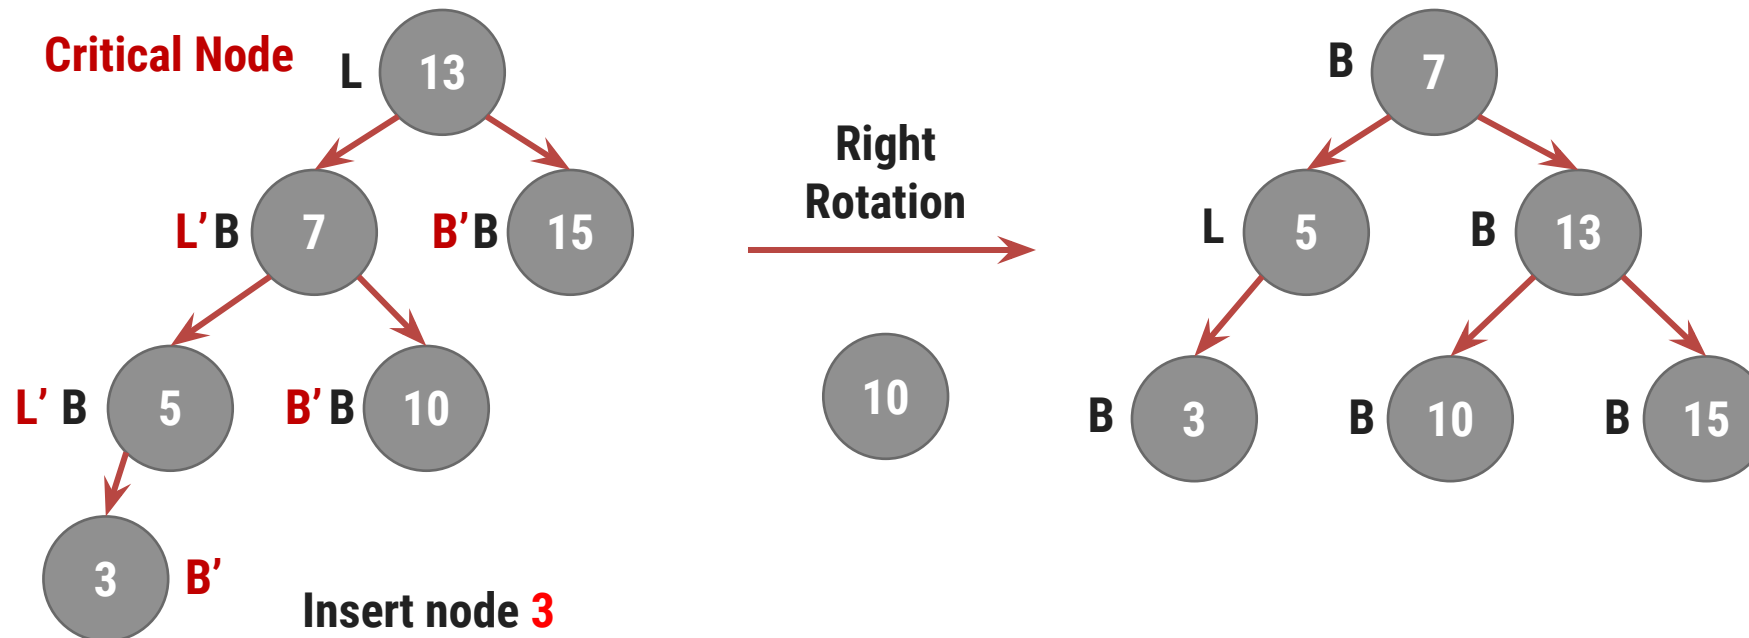 Critical Node
L 13
B 7
Right
Rotation
L’ B 7
B’ B 15
L 5
B 13
L’ B 5
B’ B 10
10
B 3
B 10
B 15
3 B’
Insert node 3